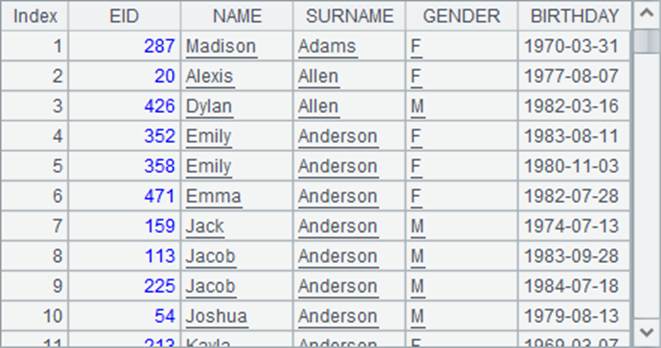 Index EID NAME SURNAME GENDER BIRTHDAY
1 287 Madison Adams F 1970-03-31
2 20 Alexis Allen F 1977-08-07
3 426 Dylan Allen M 1982-03-16
4 352 Emily Anderson F 1983-08-11
5 358 Emily Anderson F 1980-11-03
6 471 Emma Anderson F 1982-07-28
7 159 Jack Anderson M 1974-07-13
8 113 Jacob Anderson M 1983-09-28
9 225 Jacob Anderson M 1984-07-18
10 54 Joshua Anderson M 1979-08-13
11 213 Kayla Anderson F 1969-03-07